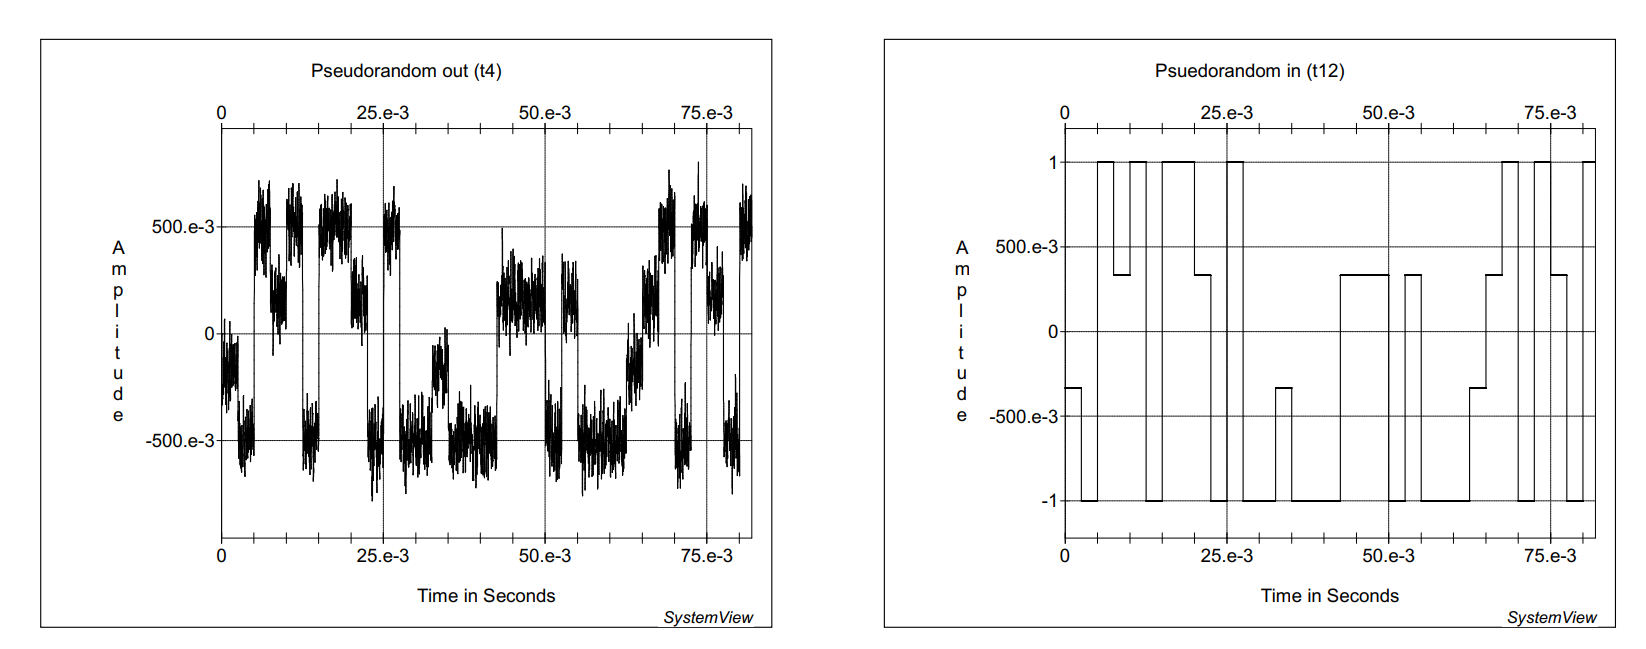 Pseudorandom out (t4)
0 25.e-3 50.e-3 75.e-3
500.e-3
0
-500.e-3
Amplitude
0 25.e-3 50.e-3 75.e-3
Time in Seconds
SystemView
Psuedorandom in (t12)
0 25.e-3 50.e-3 75.e-3
1
500.e-3
0
-500.e-3
-1
Amplitude
0 25.e-3 50.e-3 75.e-3
Time in Seconds
SystemView